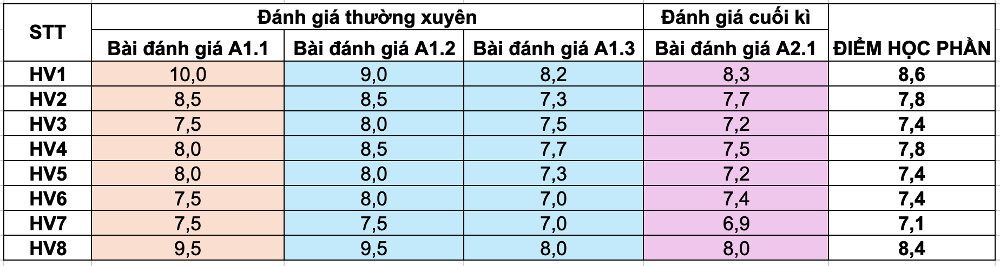 STT Đánh giá thường xuyên Đánh giá cuối kì ĐIỂM HỌC PHẦN
Bài đánh giá A1.1 Bài đánh giá A1.2 Bài đánh giá A1.3 Bài đánh giá A2.1
HV1 10,0 9,0 8,2 8,3 8,6
HV2 8,5 8,5 7,3 7,7 7,8
HV3 7,5 8,0 7,5 7,2 7,4
HV4 8,0 8,5 7,7 7,5 7,8
HV5 8,0 8,0 7,3 7,2 7,4
HV6 7,5 8,0 7,0 7,4 7,4
HV7 7,5 7,5 7,0 6,9 7,1
HV8 9,5 9,5 8,0 8,0 8,4